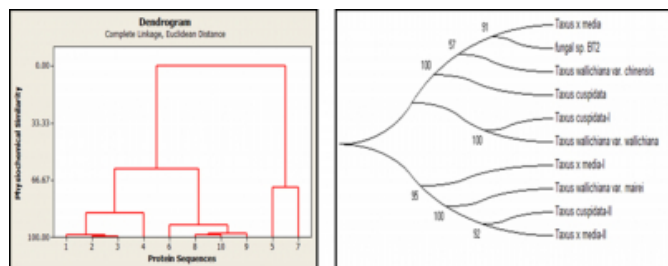 Dendrogram
Complete Linkage, Euclidean Distance
Physiochemical Similarity
0.00
33.33
66.67
100.00
1 2 3 4 6 8 10 9 5 7
Protein Sequences
Taxus x media
fungal sp. BT2
Taxus wallichiana var. chinensis
Taxus cuspidata
Taxus cuspidata-I
Taxus wallichiana var. wallichiana
Taxus x media-I
Taxus wallichiana var. mairei
Taxus cuspidata-II
Taxus x media-II
91
57
100
100
95
100
92